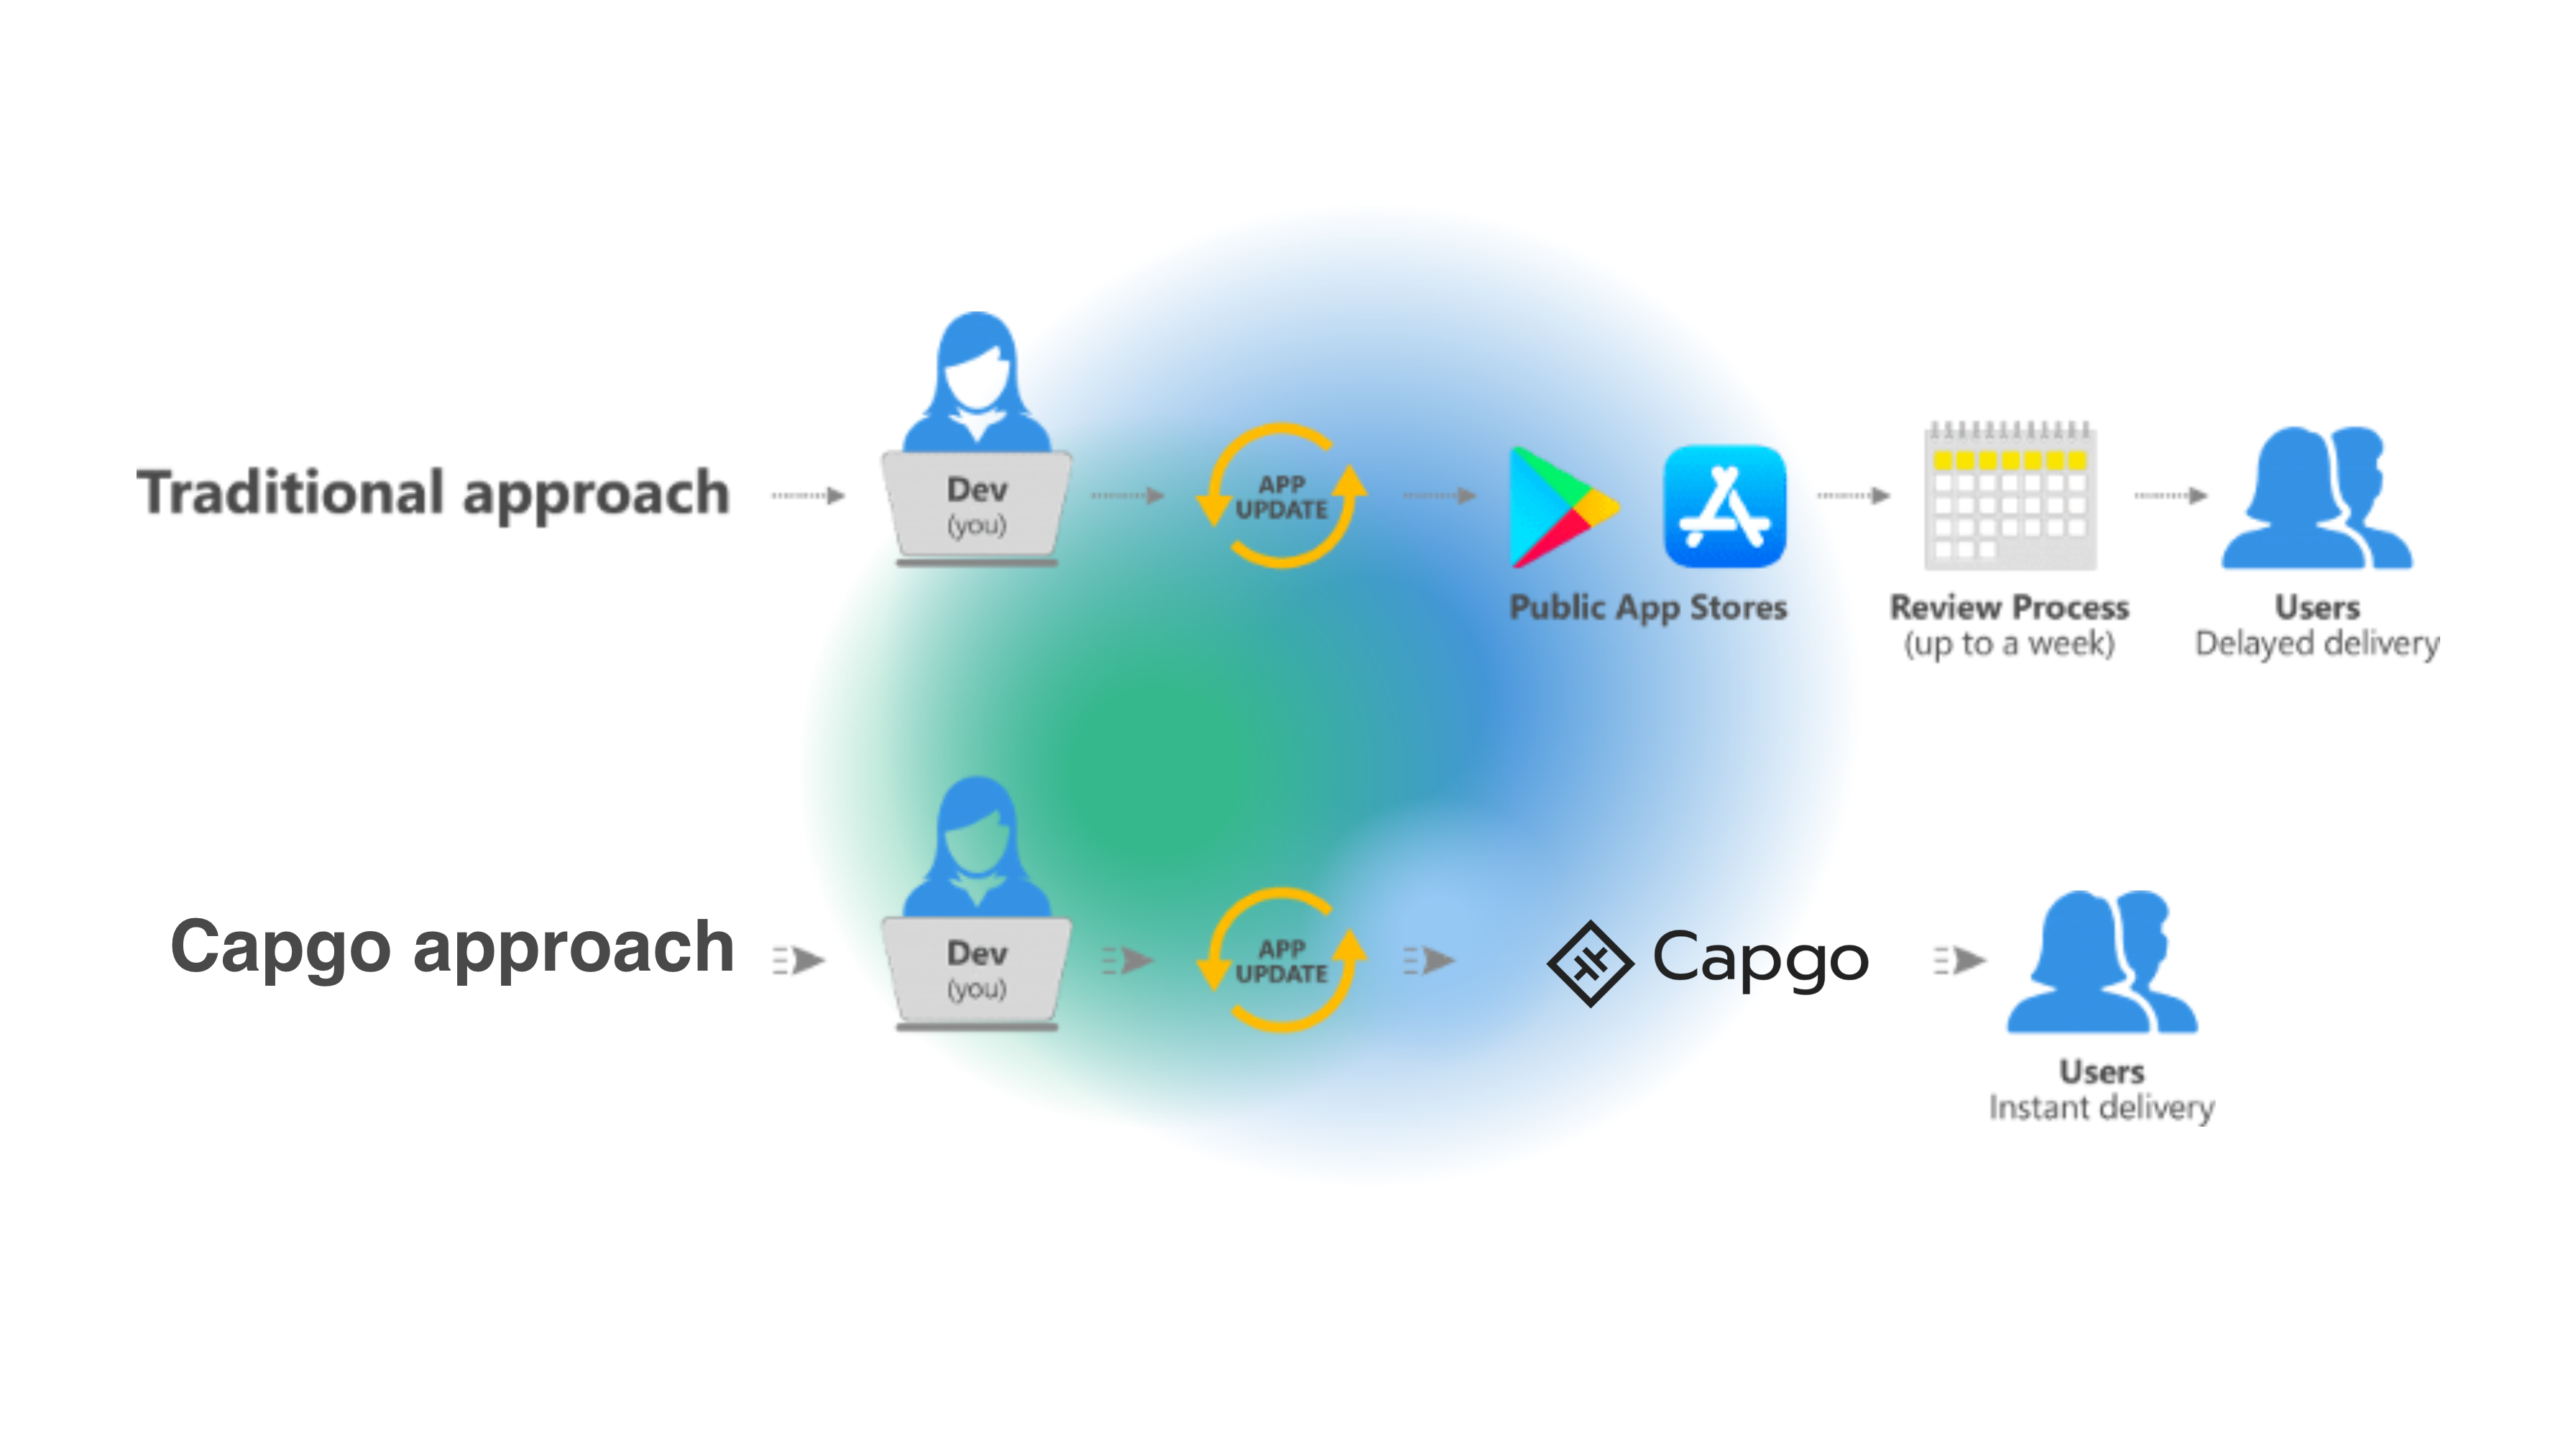 Traditional approach
Dev
(you)
APP
UPDATE
Public App Stores
Review Process
(up to a week)
Users
Delayed delivery
Capgo approach
Dev
(you)
APP
UPDATE
Capgo
Users
Instant delivery